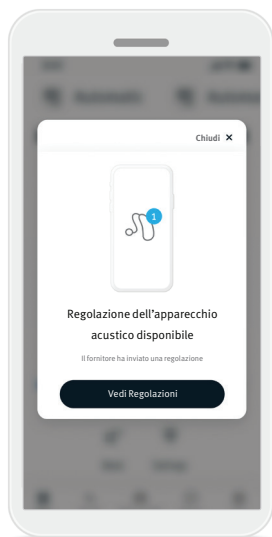 Chiudi ×
1
Regolazione dell’apparecchio
acustico disponibile
Il fornitore ha inviato una regolazione
Vedi Regolazioni